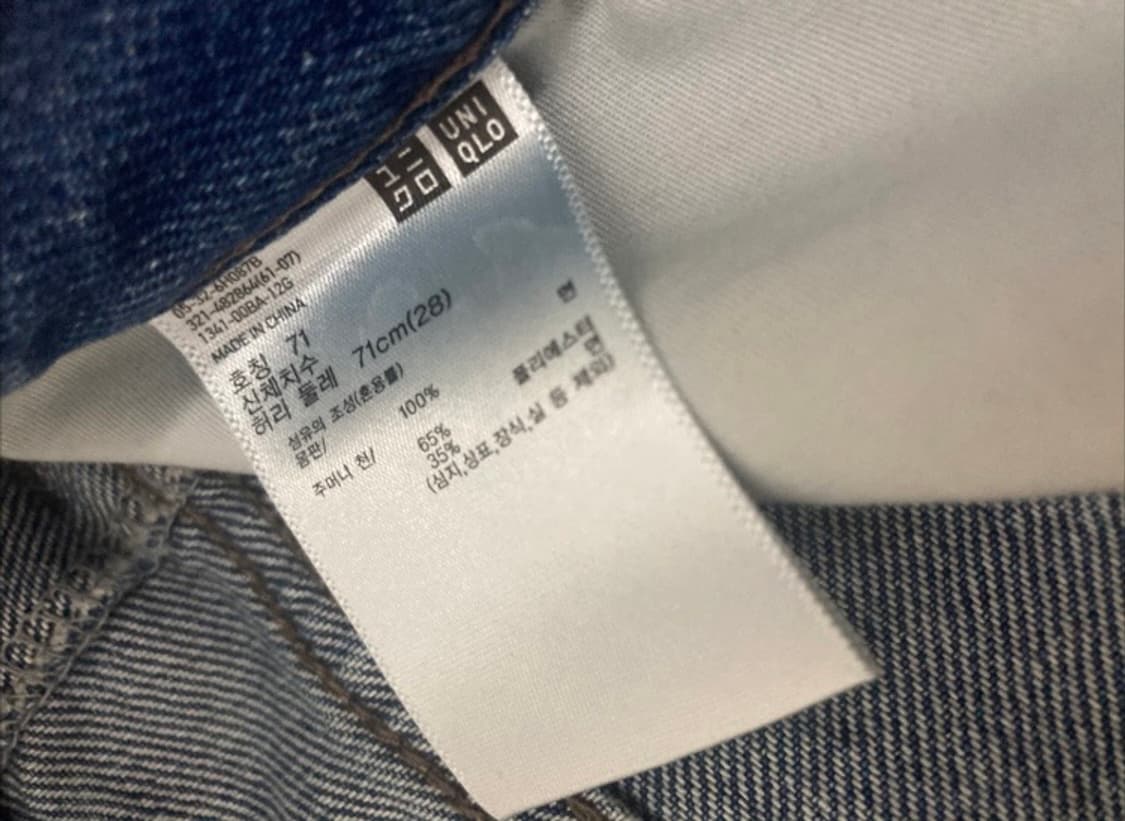 ユニ
クロ
UNI
QLO
05-32-6H087B
321-482864(61-07)
1341-00BA-12G
MADE IN CHINA
호칭 71
신체치수
허리 둘레 71cm(28)
섬유의 조성(혼용률)
몸판/ 100% 면
주머니 천/ 65% 폴리에스터
35% 면
(심지,상표,장식,실 등 제외)